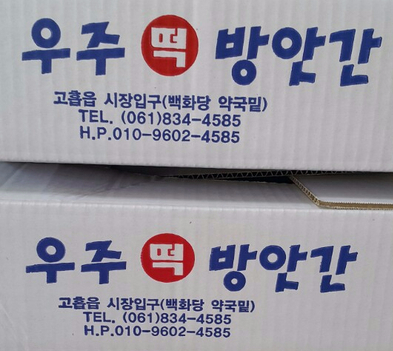 우주 떡 방앗간
고흥읍 시장입구(백화당 약국밑)
TEL. (061)834-4585
H.P.010-9602-4585
우주 떡 방앗간
고흥읍 시장입구(백화당 약국밑)
TEL. (061)834-4585
H.P.010-9602-4585